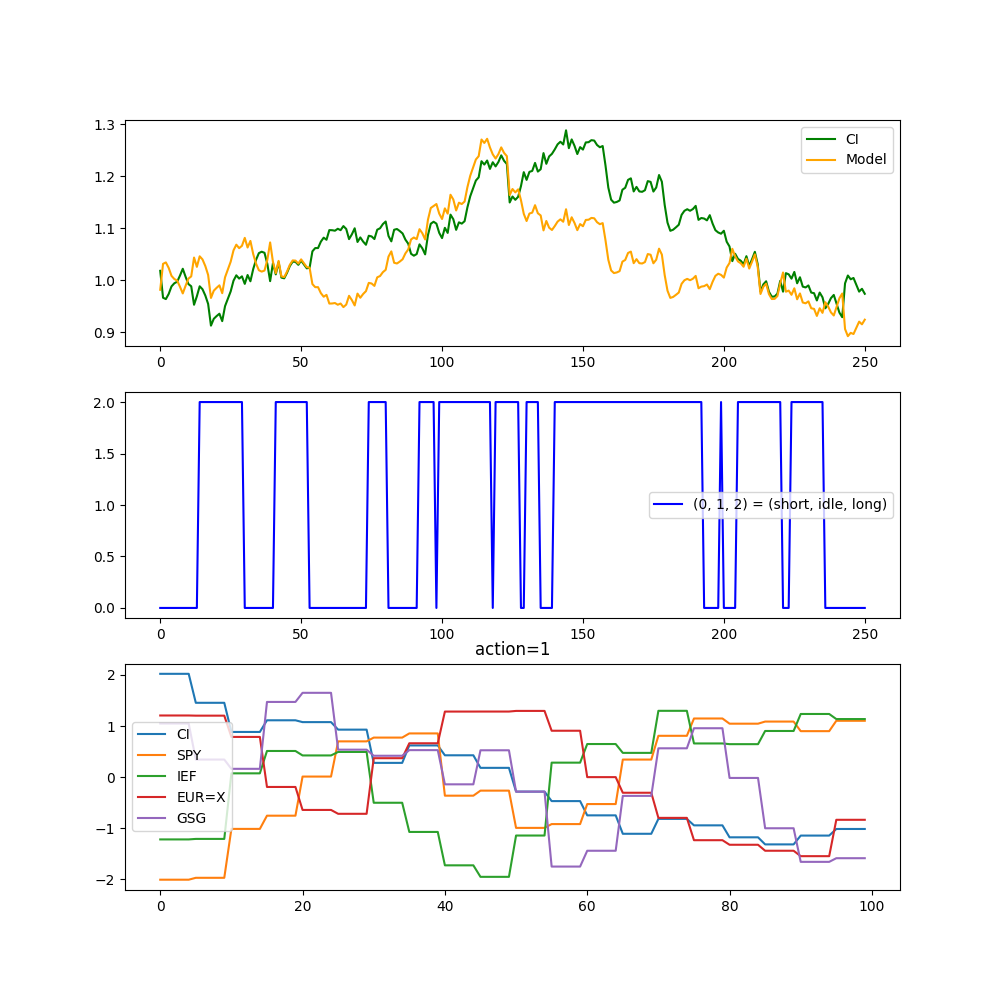 1.3
1.2
1.1
1.0
0.9
CI
Model
0 50 100 150 200 250
2.0
1.5
1.0
0.5
0.0
(0, 1, 2) = (short, idle, long)
0 50 100 150 200 250
action=1
2
1
0
−1
−2
CI
SPY
IEF
EUR=X
GSG
0 20 40 60 80 100